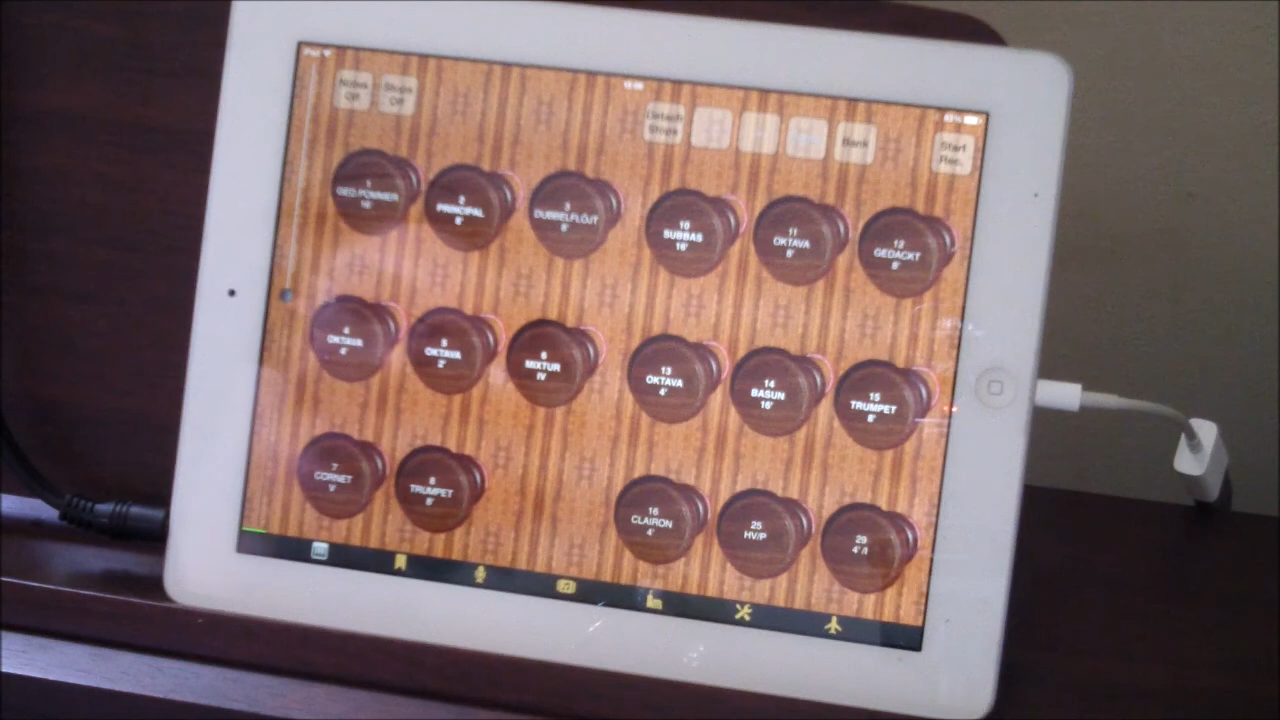 iPad
Notes
Off
Stops
Off
Detach
Stops
Bank
Start
Rec.
1
GED.POMMER
16'
2
PRINCIPAL
8'
3
DUBBELFLÖJT
8'
10
SUBBAS
16'
11
OKTAVA
8'
12
GEDACKT
8'
4
OKTAVA
4'
5
OKTAVA
2'
6
MIXTUR
IV
13
OKTAVA
4'
14
BASUN
16'
15
TRUMPET
8'
7
CORNET
V
8
TRUMPET
8'
16
CLAIRON
4'
25
HV/P
29
4'/I